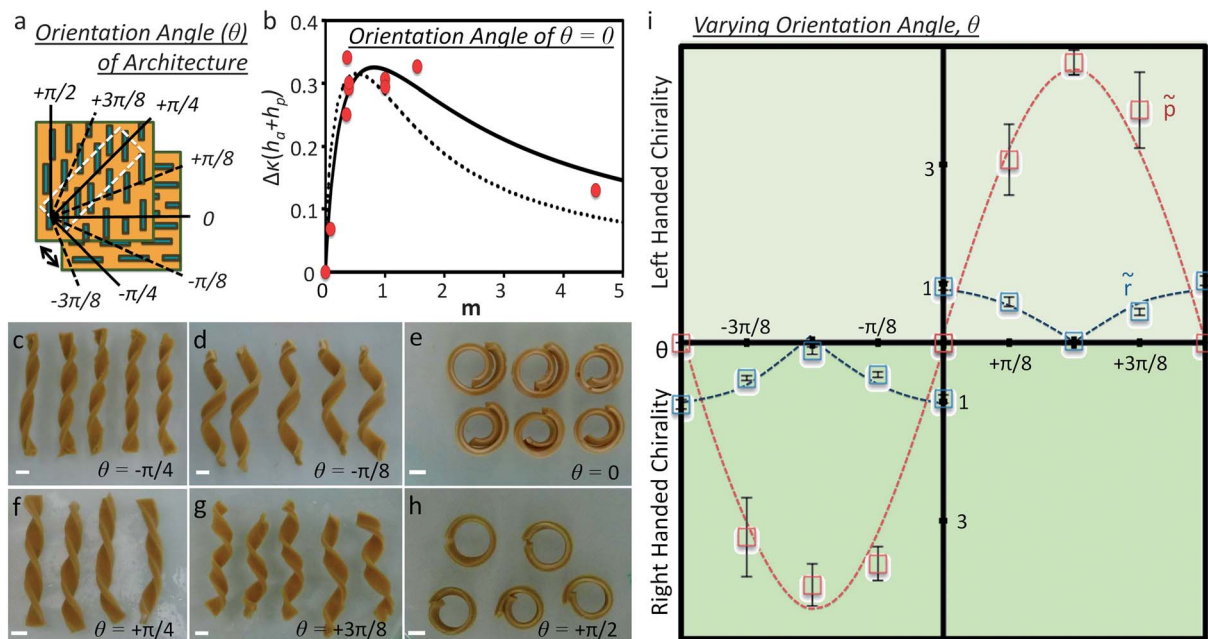 a
Orientation Angle (θ)
of Architecture
+π/2
+3π/8
+π/4
+π/8
0
-π/8
-π/4
-3π/8
b
Orientation Angle of θ = 0
Δκ(hₐ+hₚ)
0.4
0.3
0.2
0.1
0
0 1 2 3 4 5
m
c
θ = -π/4
d
θ = -π/8
e
θ = 0
f
θ = +π/4
g
θ = +3π/8
h
θ = +π/2
i
Varying Orientation Angle, θ
Left Handed Chirality
Right Handed Chirality
p̃
3
r̃
1
-3π/8
-π/8
θ
+π/8
+3π/8
1
3